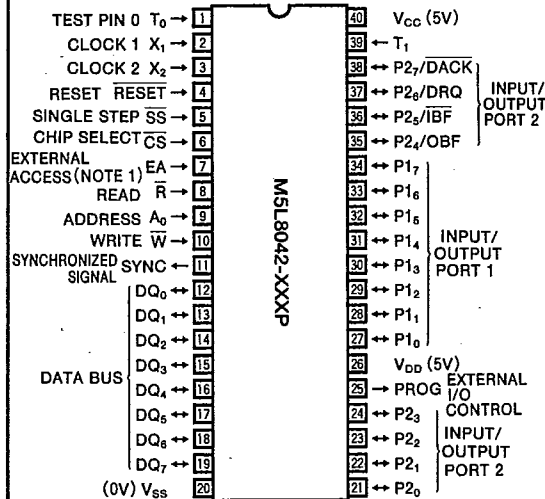 TEST PIN 0 T₀ → 1
CLOCK 1 X₁ → 2
CLOCK 2 X₂ → 3
RESET R̅E̅S̅E̅T̅ → 4
SINGLE STEP S̅S̅ → 5
CHIP SELECT C̅S̅ → 6
EXTERNAL
ACCESS (NOTE 1) EA → 7
READ R̅ → 8
ADDRESS A₀ → 9
WRITE W̅ → 10
SYNCHRONIZED
SIGNAL SYNC ← 11
DATA BUS
DQ₀ ↔ 12
DQ₁ ↔ 13
DQ₂ ↔ 14
DQ₃ ↔ 15
DQ₄ ↔ 16
DQ₅ ↔ 17
DQ₆ ↔ 18
DQ₇ ↔ 19
(0V) Vss 20
M5L8042-XXXP
40 Vcc (5V)
39 ← T₁
38 ↔ P2₇/D̅A̅C̅K̅
37 ↔ P2₆/DRQ
36 ↔ P2₅/I̅B̅F̅
35 ↔ P2₄/OBF
INPUT/
OUTPUT
PORT 2
34 ↔ P1₇
33 ↔ P1₆
32 ↔ P1₅
31 ↔ P1₄
30 ↔ P1₃
29 ↔ P1₂
28 ↔ P1₁
27 ↔ P1₀
INPUT/
OUTPUT
PORT 1
26 VDD (5V)
25 → PROG
EXTERNAL
I/O
CONTROL
24 ↔ P2₃
23 ↔ P2₂
22 ↔ P2₁
21 ↔ P2₀
INPUT/
OUTPUT
PORT 2